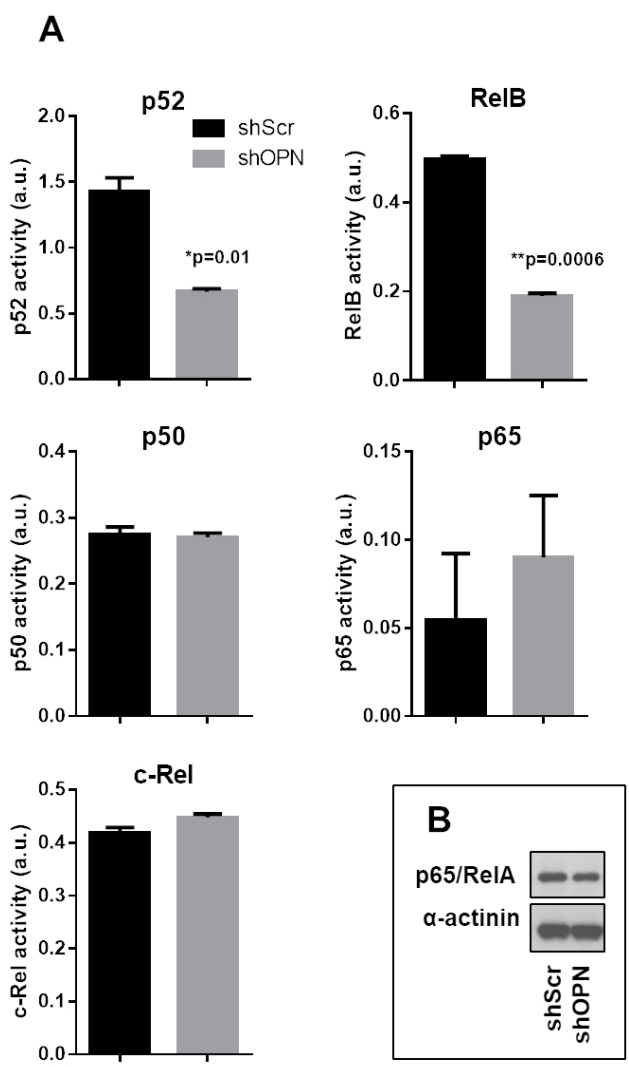 A
p52
shScr
shOPN
p52 activity (a.u.)
2.0
1.5
1.0
0.5
0.0
*p=0.01
RelB
RelB activity (a.u.)
0.6
0.4
0.2
0.0
**p=0.0006
p50
p50 activity (a.u.)
0.4
0.3
0.2
0.1
0.0
p65
p65 activity (a.u.)
0.15
0.10
0.05
0.00
c-Rel
c-Rel activity (a.u.)
0.5
0.4
0.3
0.2
0.1
0.0
B
p65/RelA
α-actinin
shScr
shOPN